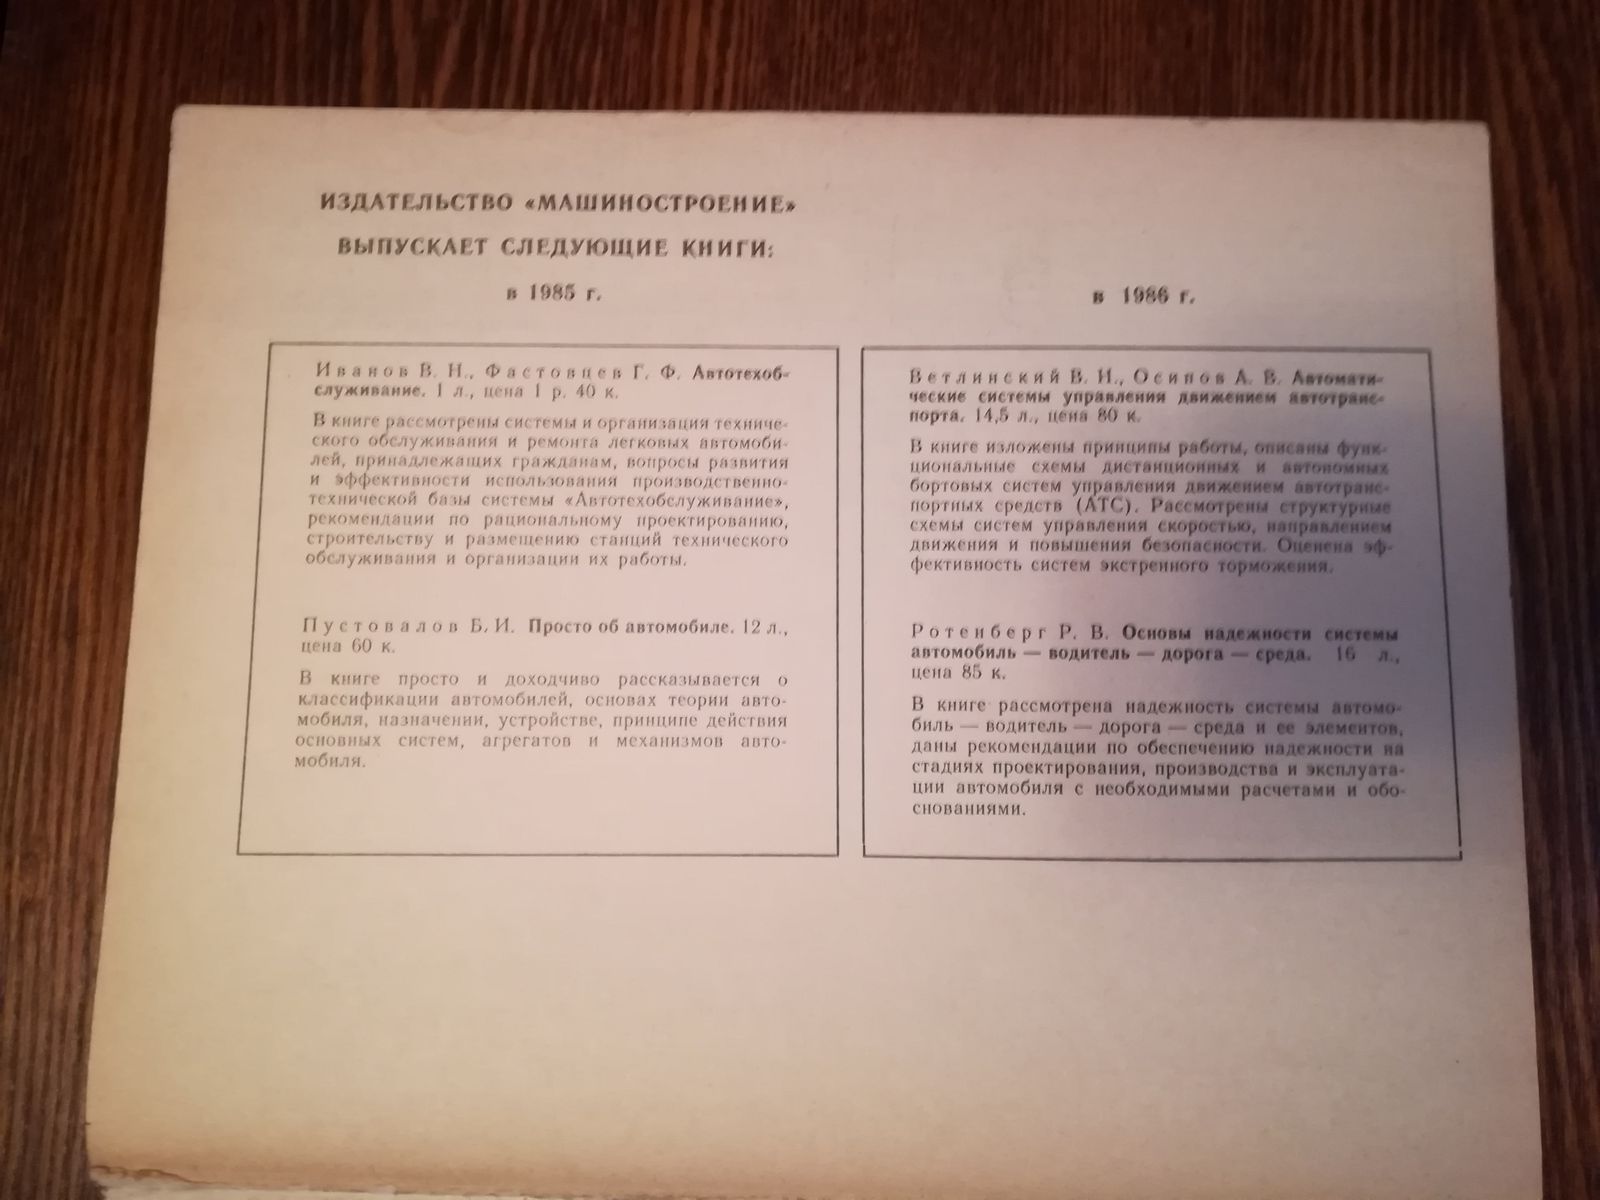 ИЗДАТЕЛЬСТВО «МАШИНОСТРОЕНИЕ»
ВЫПУСКАЕТ СЛЕДУЮЩИЕ КНИГИ:
в 1985 г.
Иванов В. Н., Фастовцев Г. Ф. Автотехоб-
служивание. 1 л., цена 1 р. 40 к.
В книге рассмотрены системы и организация техниче-
ского обслуживания и ремонта легковых автомоби-
лей, принадлежащих гражданам, вопросы развития
и эффективности использования производственно-
технической базы системы «Автотехобслуживание»,
рекомендации по рациональному проектированию,
строительству и размещению станций технического
обслуживания и организации их работы.
Пустовалов Б. И. Просто об автомобиле. 12 л.,
цена 60 к.
В книге просто и доходчиво рассказывается о
классификации автомобилей, основах теории авто-
мобиля, назначении, устройстве, принципе действия
основных систем, агрегатов и механизмов авто-
мобиля.
в 1986 г.
Ветлинский В. И., Осипов А. В. Автомати-
ческие системы управления движением автотранс-
порта. 14,5 л., цена 80 к.
В книге изложены принципы работы, описаны функ-
циональные схемы дистанционных и автономных
бортовых систем управления движением автотранс-
портных средств (АТС). Рассмотрены структурные
схемы систем управления скоростью, направлением
движения и повышения безопасности. Оценена эф-
фективность систем экстренного торможения.
Ротенберг Р. В. Основы надежности системы
автомобиль — водитель — дорога — среда. 16 л.,
цена 85 к.
В книге рассмотрена надежность системы автомо-
биль — водитель — дорога — среда и ее элементов,
даны рекомендации по обеспечению надежности на
стадиях проектирования, производства и эксплуата-
ции автомобиля с необходимыми расчетами и обо-
снованиями.